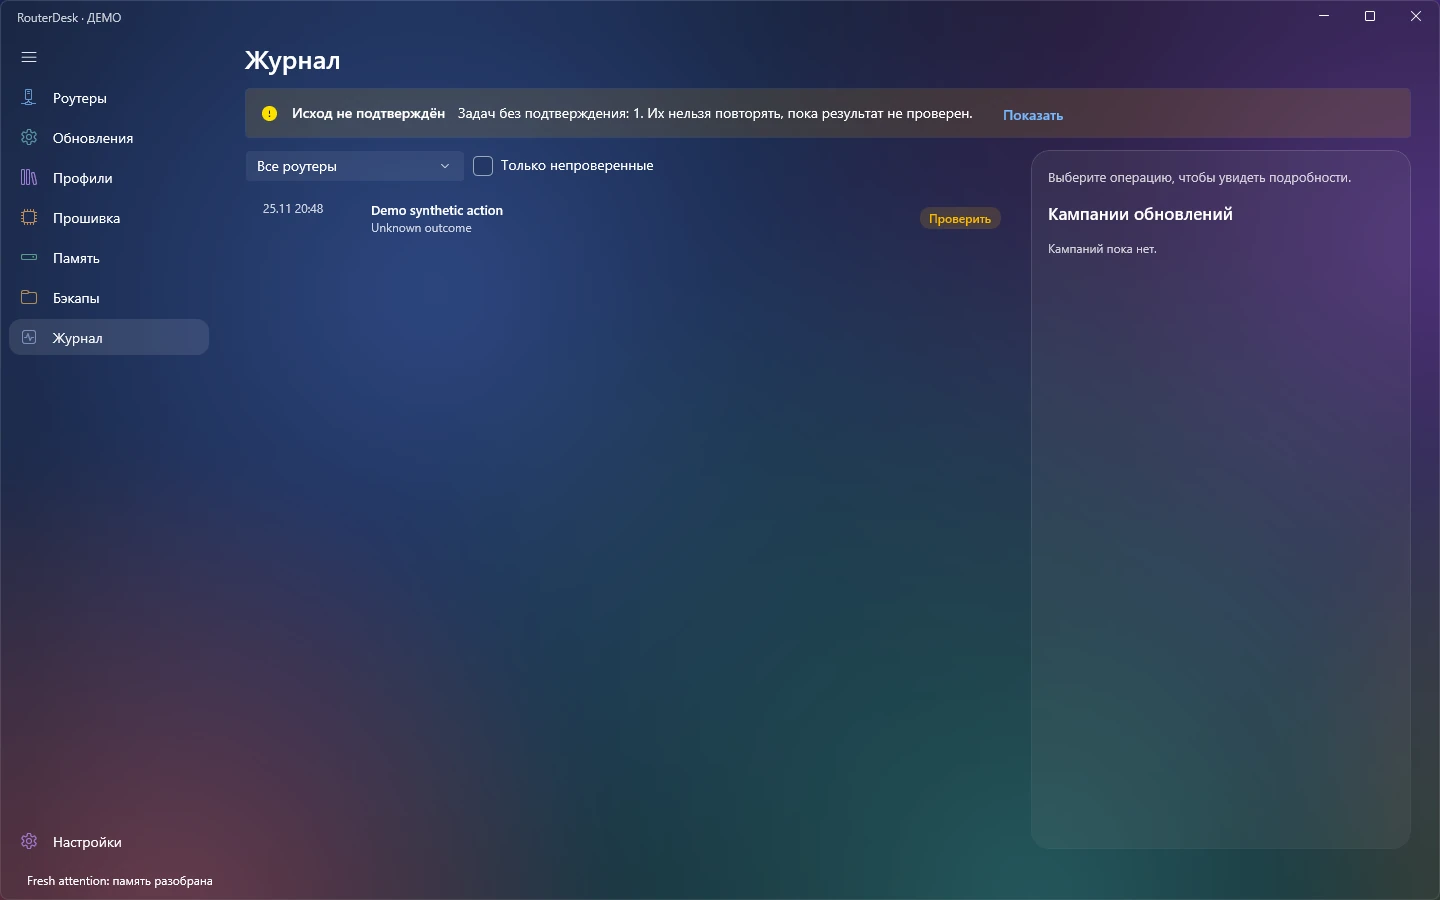 RouterDesk · ДЕМО
Журнал
Роутеры
Обновления
Профили
Прошивка
Память
Бэкапы
Журнал
Исход не подтверждён Задач без подтверждения: 1. Их нельзя повторять, пока результат не проверен. Показать
Все роутеры
Только непроверенные
25.11 20:48
Demo synthetic action
Unknown outcome
Проверить
Выберите операцию, чтобы увидеть подробности.
Кампании обновлений
Кампаний пока нет.
Настройки
Fresh attention: память разобрана